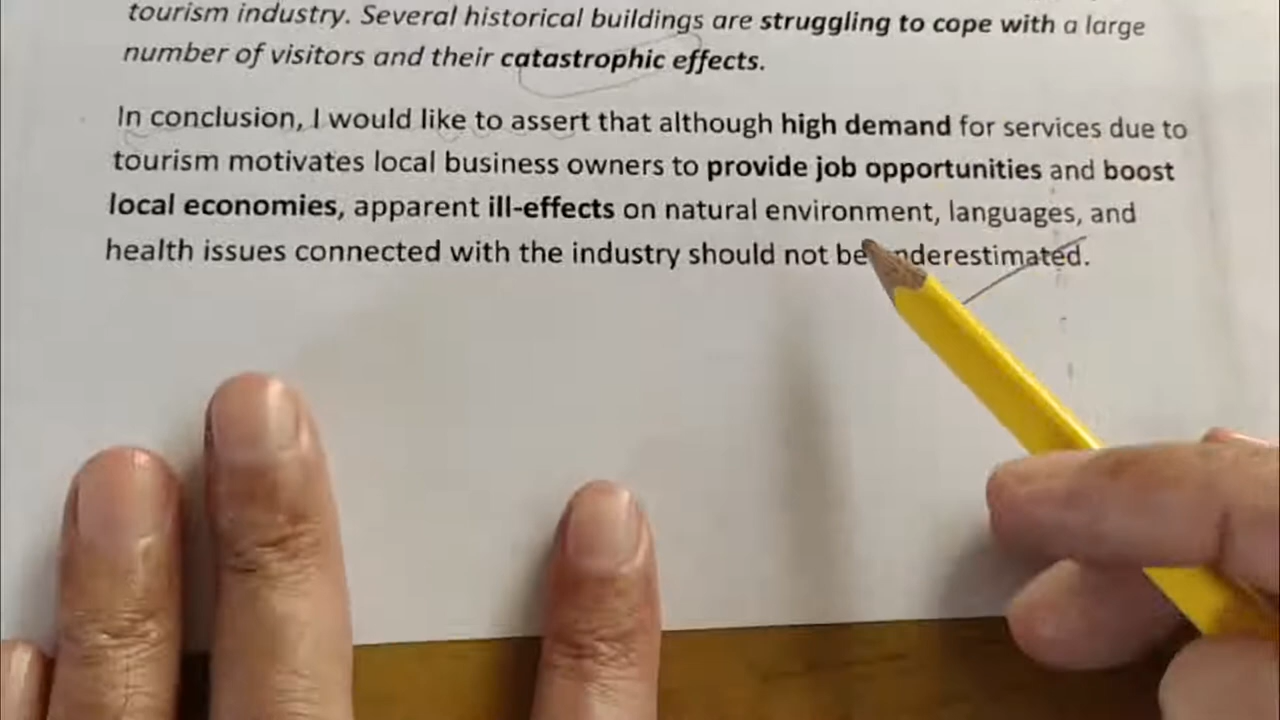 tourism industry. Several historical buildings are struggling to cope with a large
number of visitors and their catastrophic effects.
In conclusion, I would like to assert that although high demand for services due to
tourism motivates local business owners to provide job opportunities and boost
local economies, apparent ill-effects on natural environment, languages, and
health issues connected with the industry should not be underestimated.